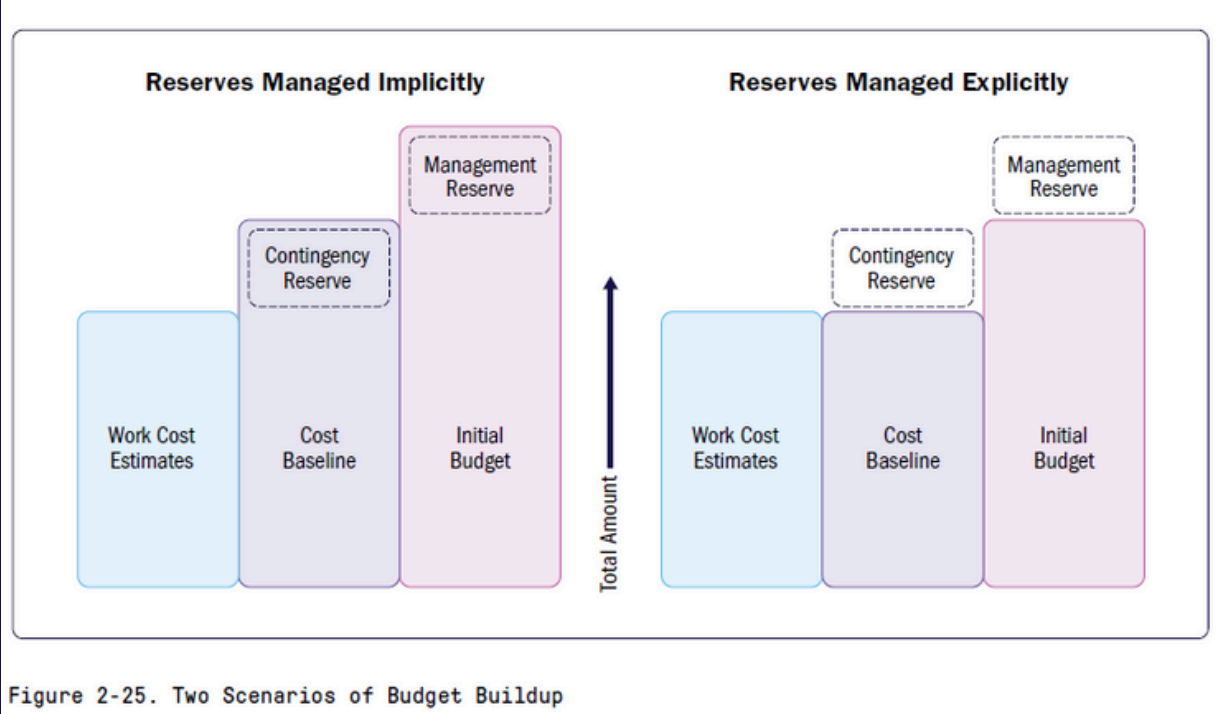 Reserves Managed Implicitly
Management
Reserve
Contingency
Reserve
Work Cost
Estimates
Cost
Baseline
Initial
Budget
Total Amount
Reserves Managed Explicitly
Management
Reserve
Contingency
Reserve
Work Cost
Estimates
Cost
Baseline
Initial
Budget
Figure 2-25. Two Scenarios of Budget Buildup